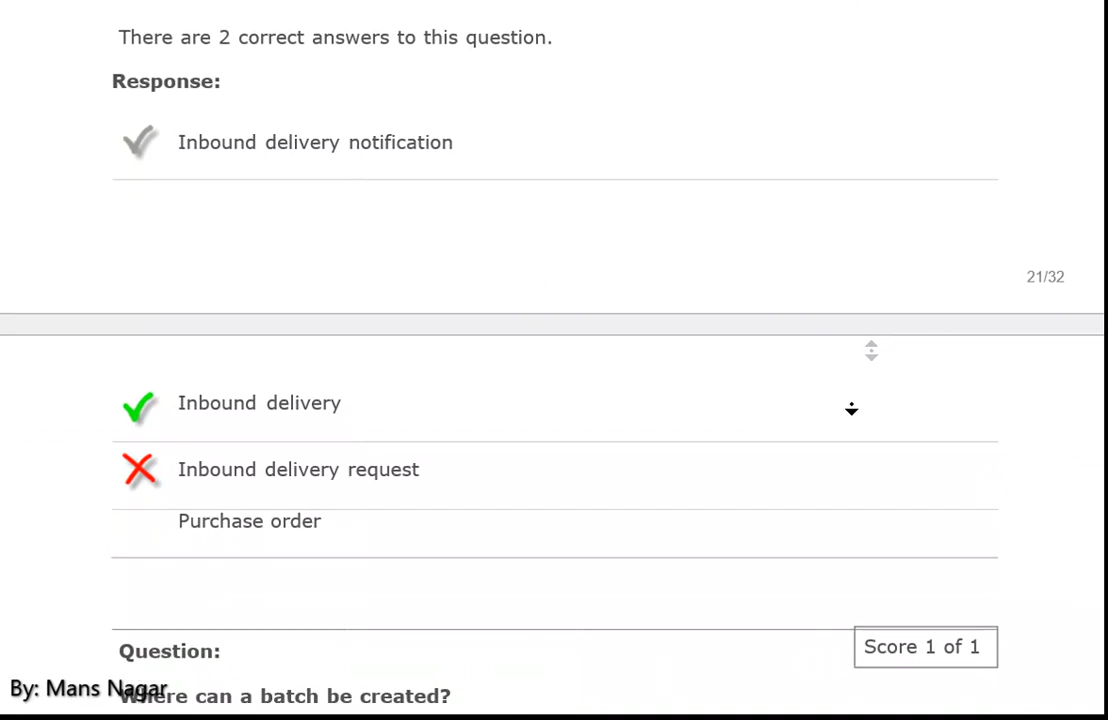 There are 2 correct answers to this question.
Response:
Inbound delivery notification
21/32
Inbound delivery
Inbound delivery request
Purchase order
Question:
Score 1 of 1
By: Mans Nagar
Where can a batch be created?